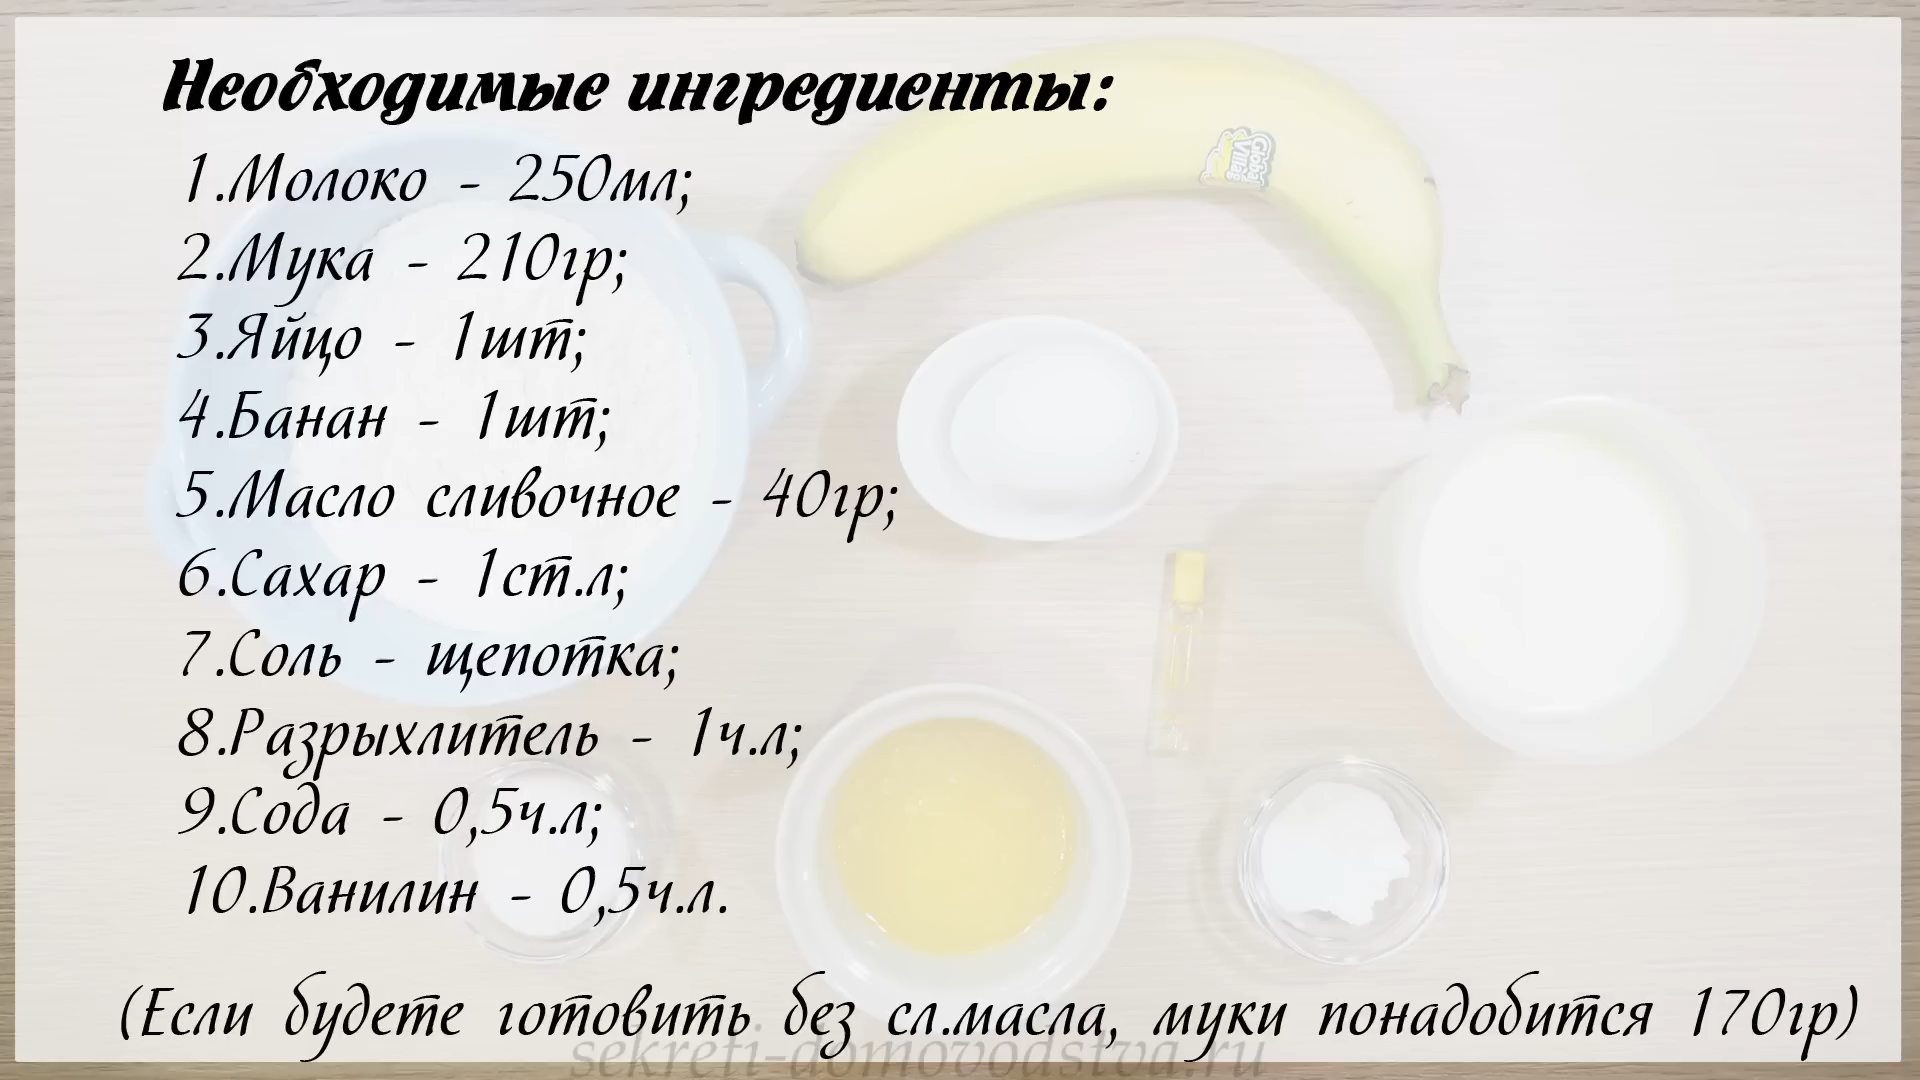 Необходимые ингредиенты:
1.Молоко - 250мл;
2.Мука - 210гр;
3.Яйцо - 1шт;
4.Банан - 1шт;
5.Масло сливочное - 40гр;
6.Сахар - 1ст.л;
7.Соль - щепотка;
8.Разрыхлитель - 1ч.л;
9.Сода - 0,5ч.л;
10.Ванилин - 0,5ч.л.
(Если будете готовить без сл.масла, муки понадобится 170гр)
sekreti-domovodstva.ru
Global
Village